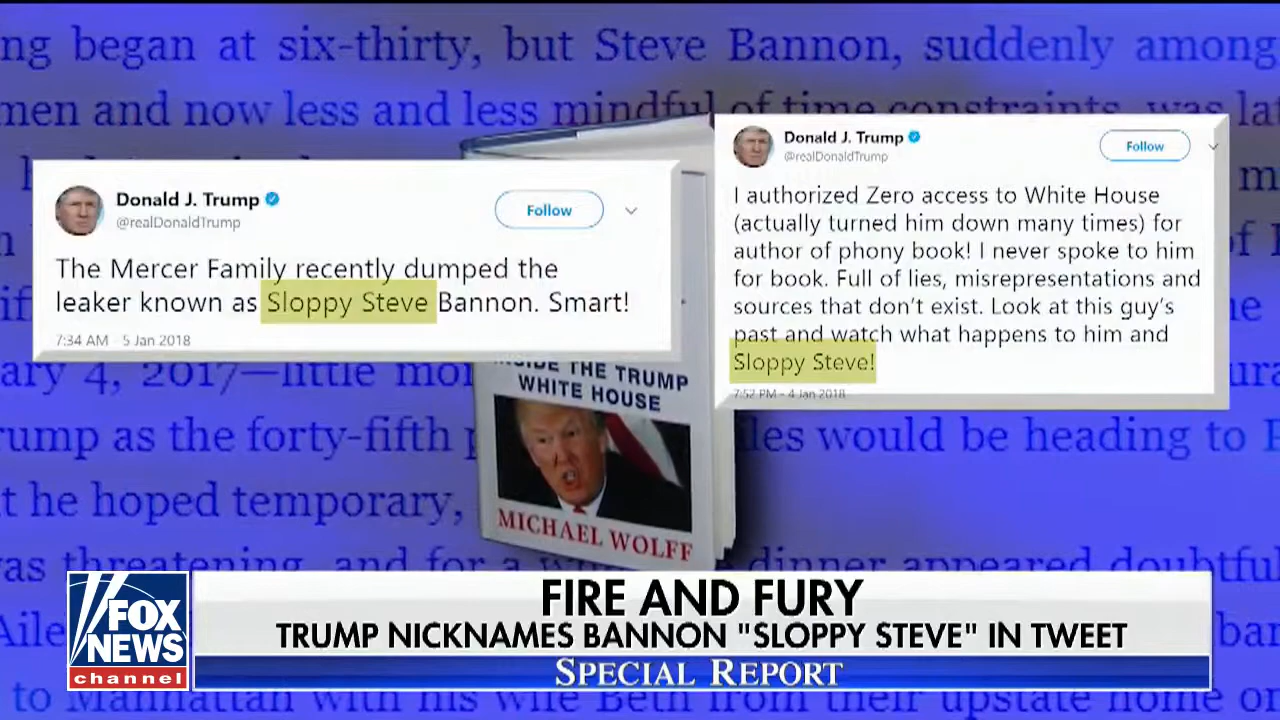 ng began at six-thirty, but Steve Bannon, suddenly among
men and now less and less mindful of time constraints, was lat
Donald J. Trump
@realDonaldTrump
Follow
The Mercer Family recently dumped the
leaker known as Sloppy Steve Bannon. Smart!
7:34 AM - 5 Jan 2018
Donald J. Trump
@realDonaldTrump
Follow
I authorized Zero access to White House
(actually turned him down many times) for
author of phony book! I never spoke to him
for book. Full of lies, misrepresentations and
sources that don't exist. Look at this guy's
past and watch what happens to him and
Sloppy Steve!
7:52 PM - 4 Jan 2018
ary 4, 2017—little mor
INSIDE THE TRUMP
WHITE HOUSE
MICHAEL WOLFF
rump as the forty-fifth p
les would be heading to
t he hoped temporary,
as threatening, and for a
dinner appeared doubtful
Aile
to Manhattan with his wife Beth from their upstate home or
FOX
NEWS
channel
FIRE AND FURY
TRUMP NICKNAMES BANNON "SLOPPY STEVE" IN TWEET
SPECIAL REPORT